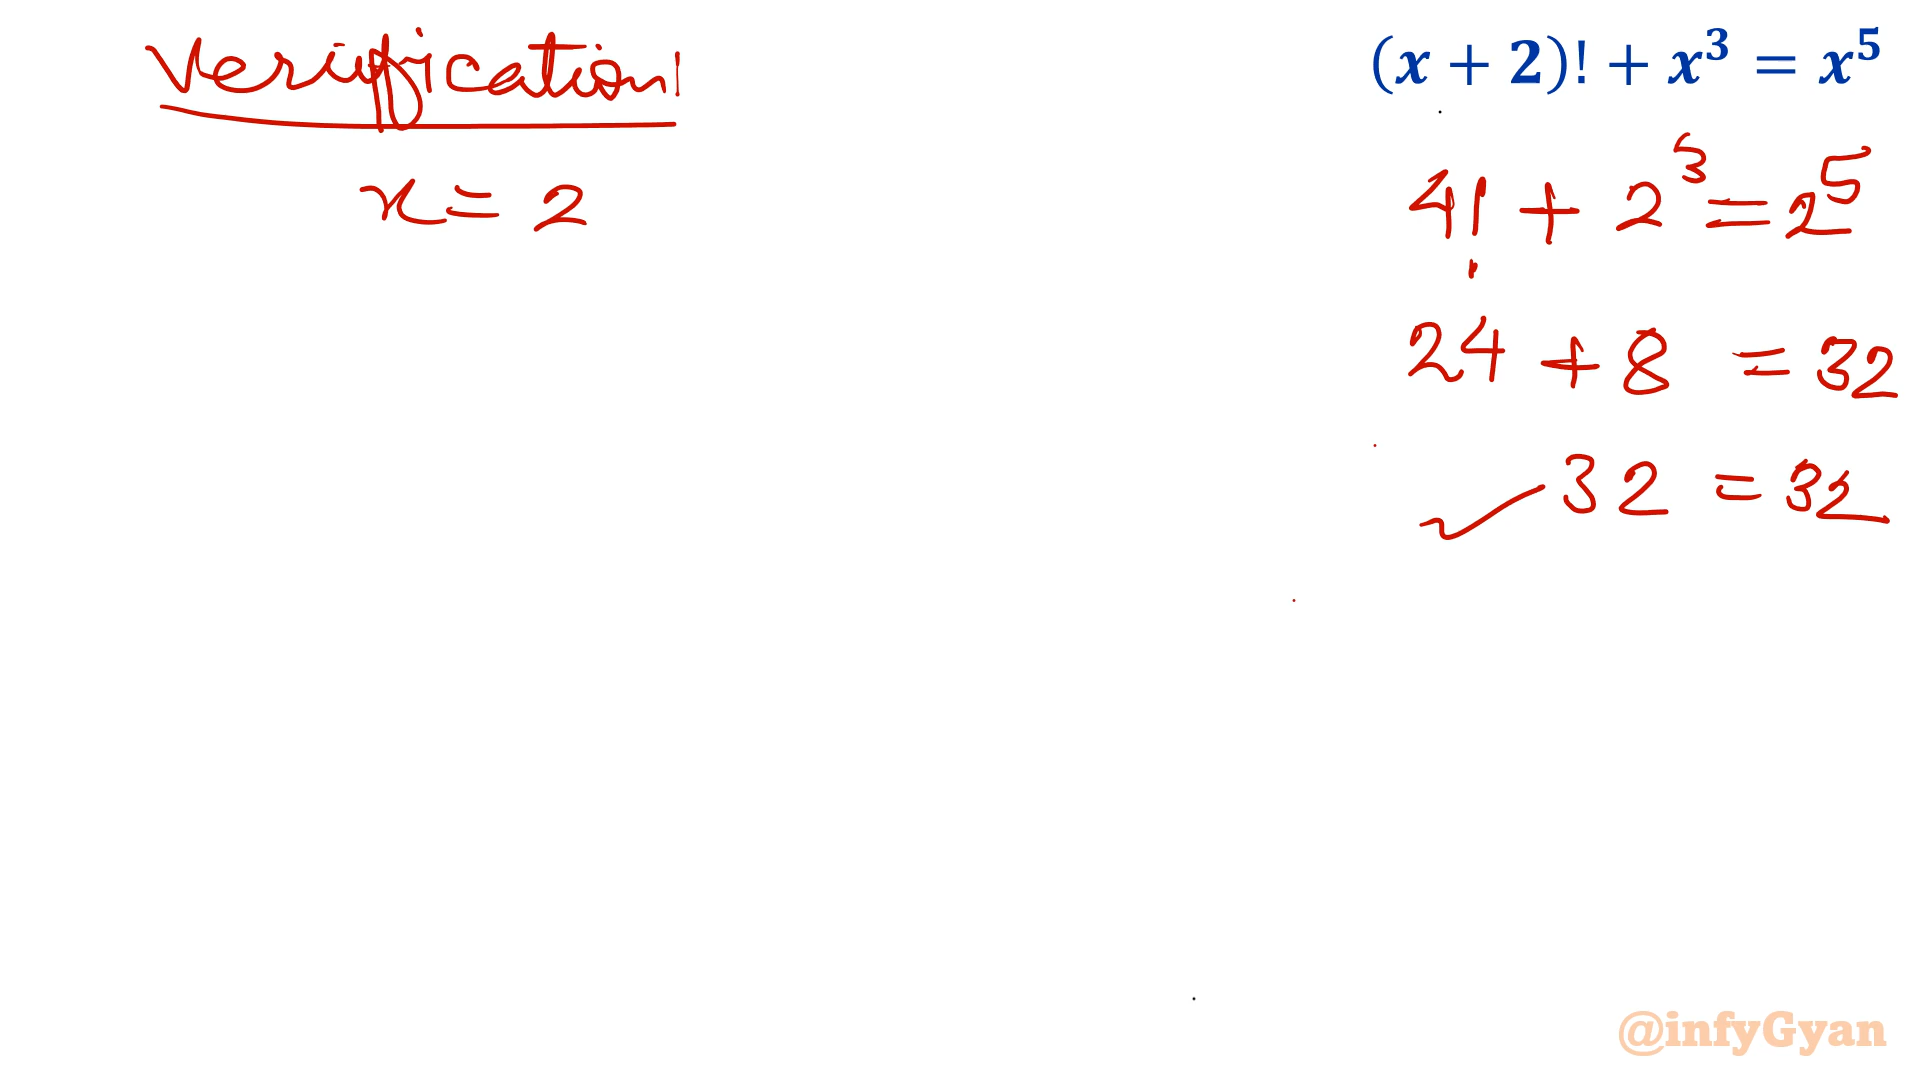 Verification
x = 2
(x + 2)! + x³ = x⁵
4! + 2³ = 2⁵
24 + 8 = 32
32 = 32
@infyGyan